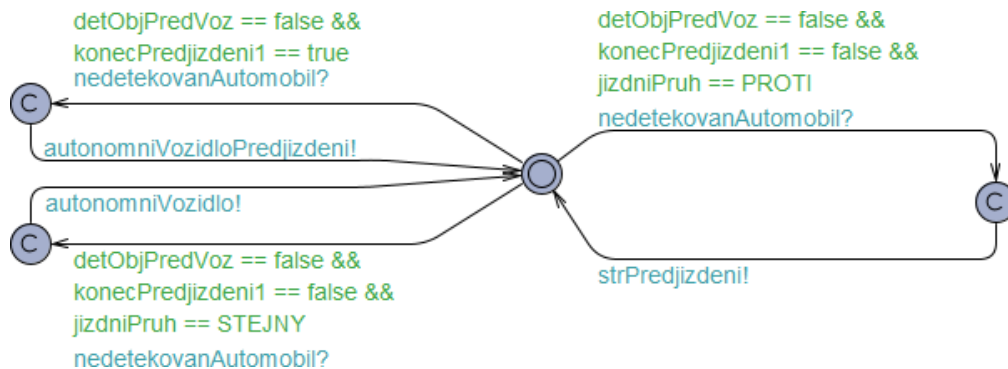 detObjPredVoz == false &&
konecPredjizdeni1 == true
nedetekovanAutomobil?
C
autonomniVozidloPredjizdeni!
autonomniVozidlo!
C
detObjPredVoz == false &&
konecPredjizdeni1 == false &&
jizdniPruh == STEJNY
nedetekovanAutomobil?
detObjPredVoz == false &&
konecPredjizdeni1 == false &&
jizdniPruh == PROTI
nedetekovanAutomobil?
C
strPredjizdeni!